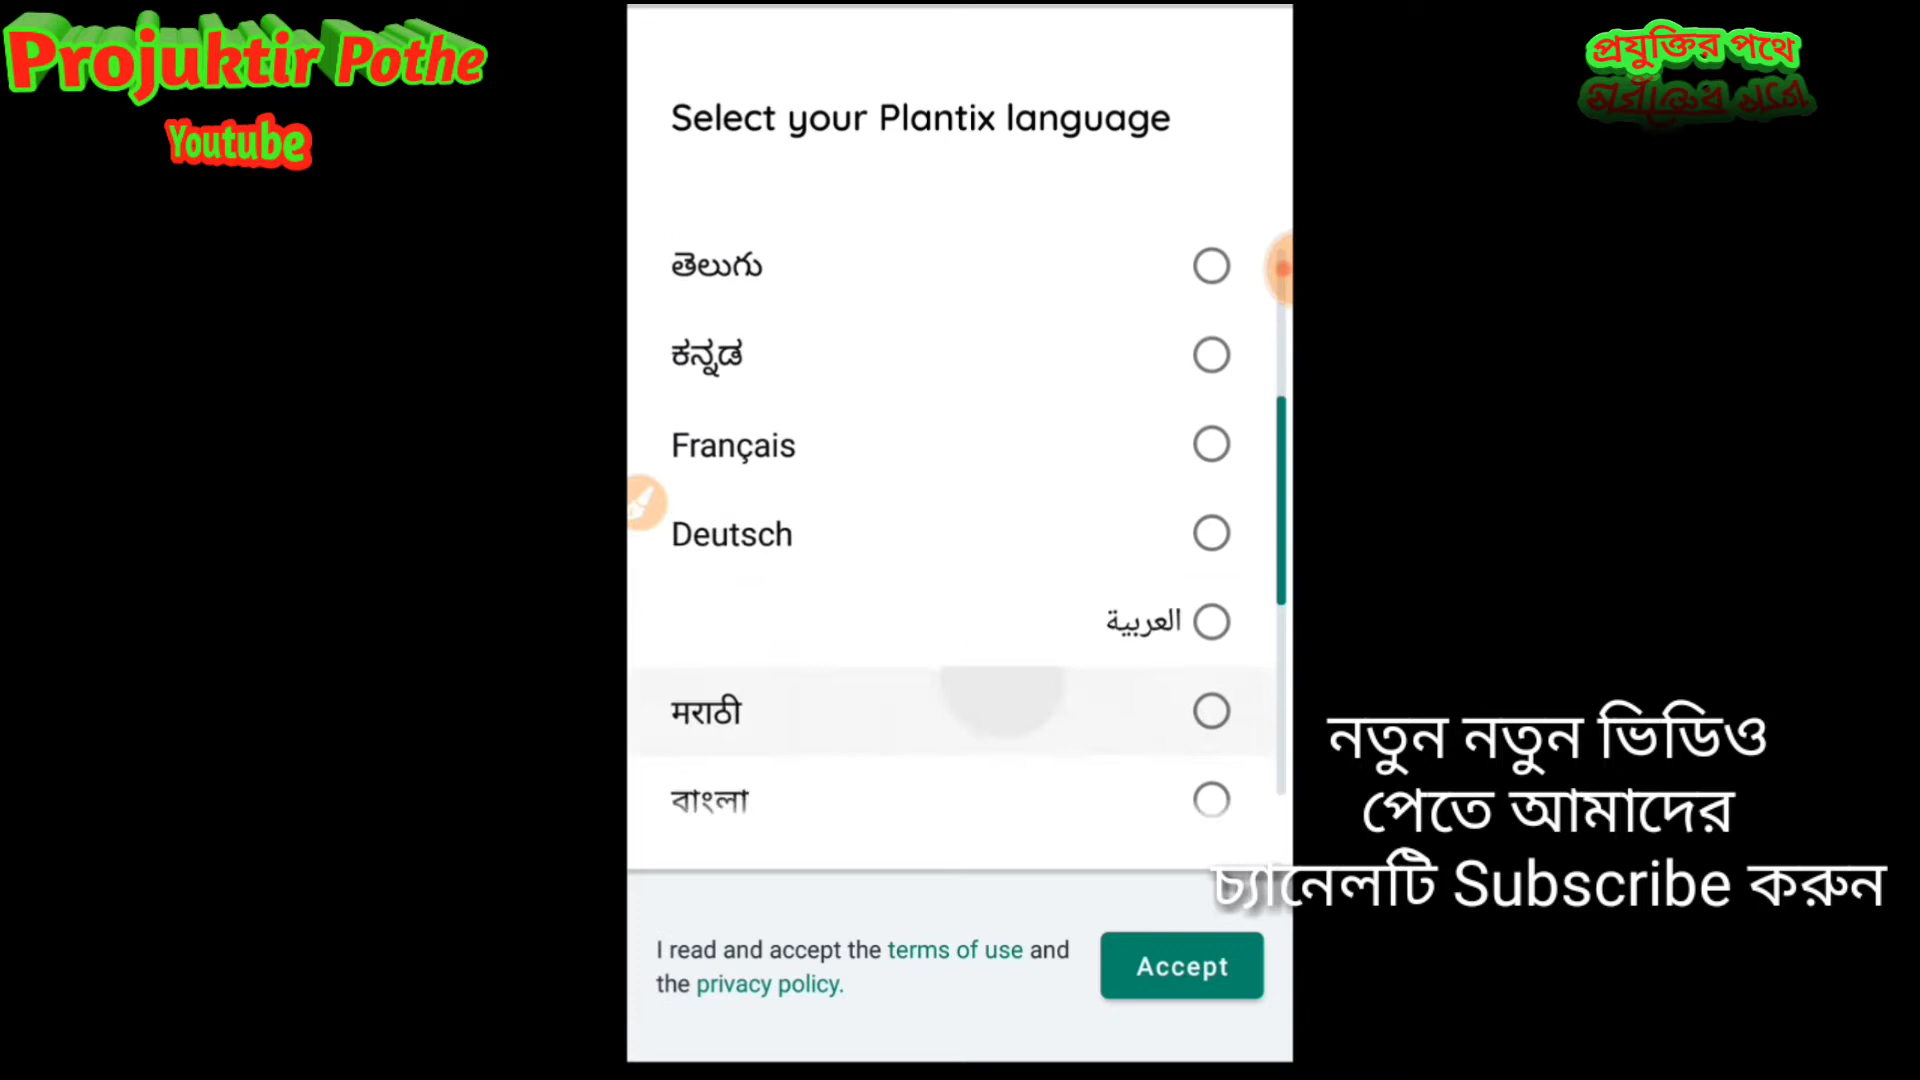 Projuktir Pothe
Youtube
প্রযুক্তির পথে
Select your Plantix language
తెలుగు
ಕನ್ನಡ
Français
Deutsch
العربية
मराठी
বাংলা
নতুন নতুন ভিডিও
পেতে আমাদের
চ্যানেলটি Subscribe করুন
I read and accept the terms of use and
the privacy policy.
Accept